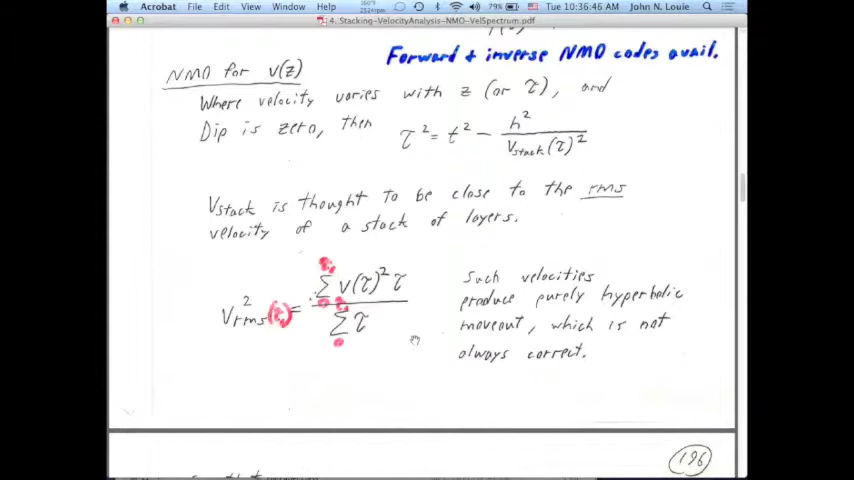 Acrobat File Edit View Window Help 79% Tue 10:36:46 AM John N. Louie
4. Stacking-VelocityAnalysis-NMO-VelSpectrum.pdf
Forward + inverse NMO codes avail.
NMO for v(z)
Where velocity varies with z (or τ), and
Dip is zero, then τ² = t² − h² / Vstack(τ)²
Vstack is thought to be close to the rms
velocity of a stack of layers.
V²rms(τ₁) = Σ v(τ)² τ / Σ τ
Such velocities
produce purely hyperbolic
moveout, which is not
always correct.
196